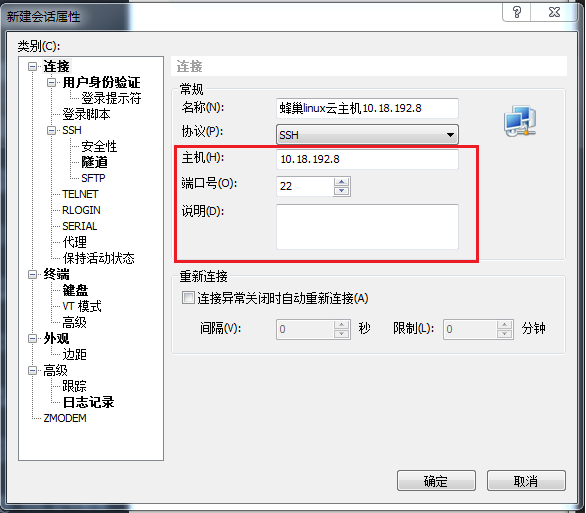 新建会话属性
类别(C):
连接
用户身份验证
登录提示符
登录脚本
SSH
安全性
隧道
SFTP
TELNET
RLOGIN
SERIAL
代理
保持活动状态
终端
键盘
VT 模式
高级
外观
边距
高级
跟踪
日志记录
ZMODEM
连接
常规
名称(N): 蜂巢linux云主机10.18.192.8
协议(P): SSH
主机(H): 10.18.192.8
端口号(O): 22
说明(D):
重新连接
连接异常关闭时自动重新连接(A)
间隔(V): 0 秒 限制(L): 0 分钟
确定 取消